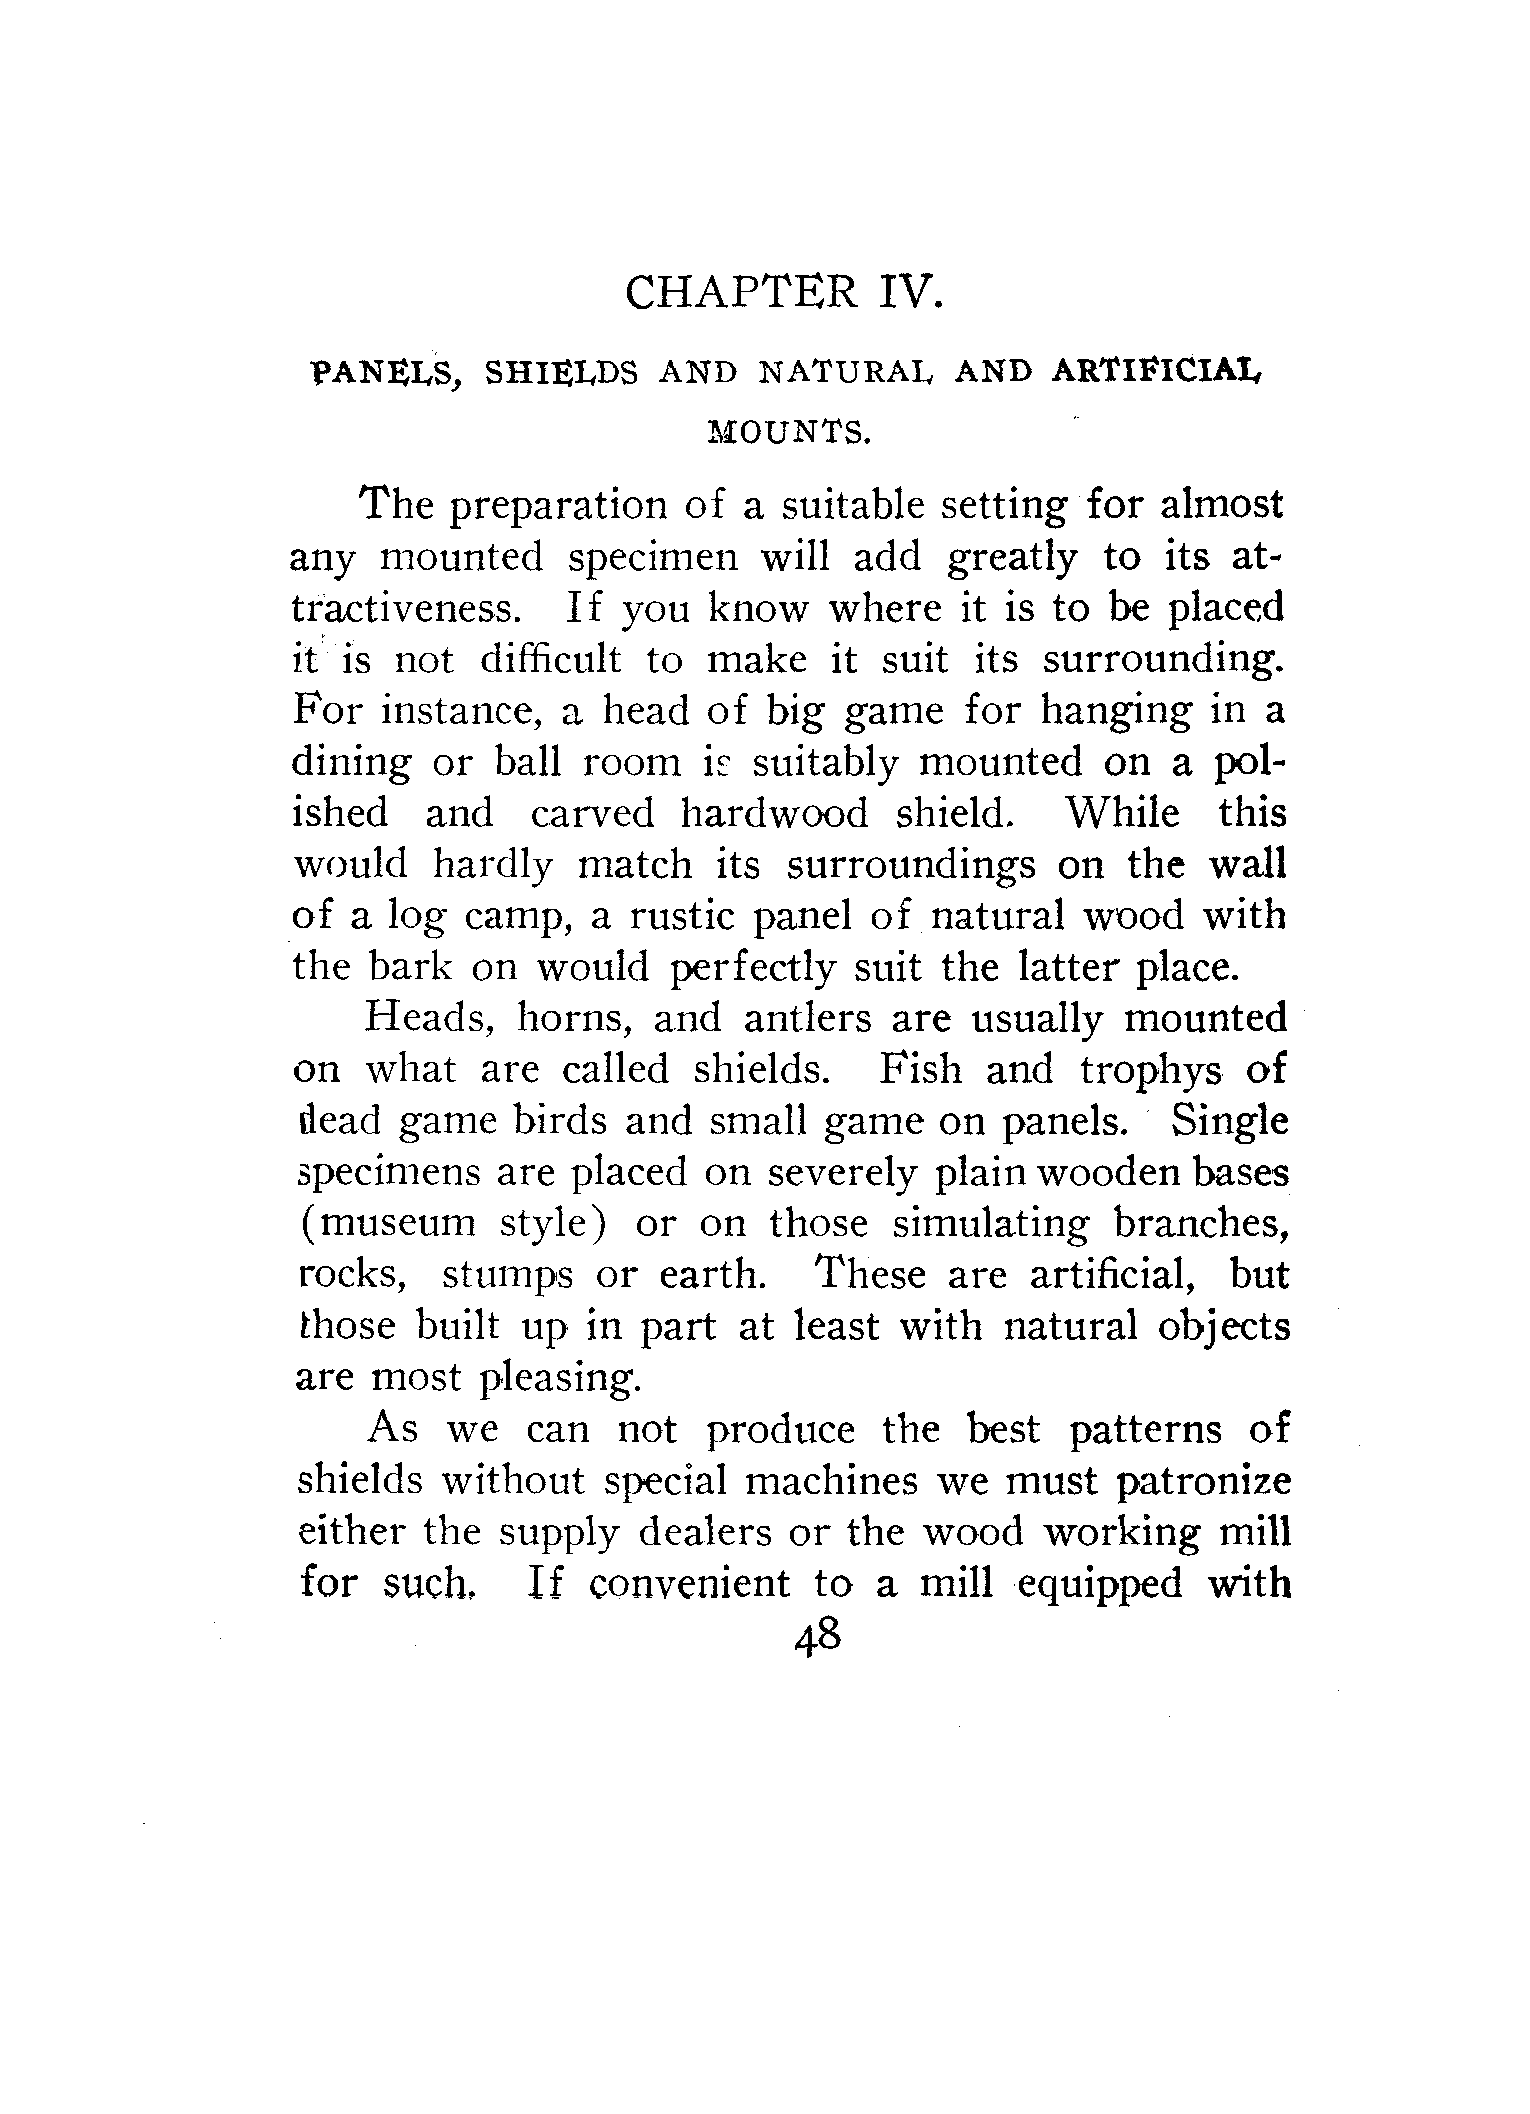 CHAPTER IV.
PANELS, SHIELDS AND NATURAL AND ARTIFICIAL
MOUNTS.
The preparation of a suitable setting for almost
any mounted specimen will add greatly to its at-
tractiveness. If you know where it is to be placed
it is not difficult to make it suit its surrounding.
For instance, a head of big game for hanging in a
dining or ball room is suitably mounted on a pol-
ished and carved hardwood shield. While this
would hardly match its surroundings on the wall
of a log camp, a rustic panel of natural wood with
the bark on would perfectly suit the latter place.
Heads, horns, and antlers are usually mounted
on what are called shields. Fish and trophys of
dead game birds and small game on panels. Single
specimens are placed on severely plain wooden bases
(museum style) or on those simulating branches,
rocks, stumps or earth. These are artificial, but
those built up in part at least with natural objects
are most pleasing.
As we can not produce the best patterns of
shields without special machines we must patronize
either the supply dealers or the wood working mill
for such. If convenient to a mill equipped with
48